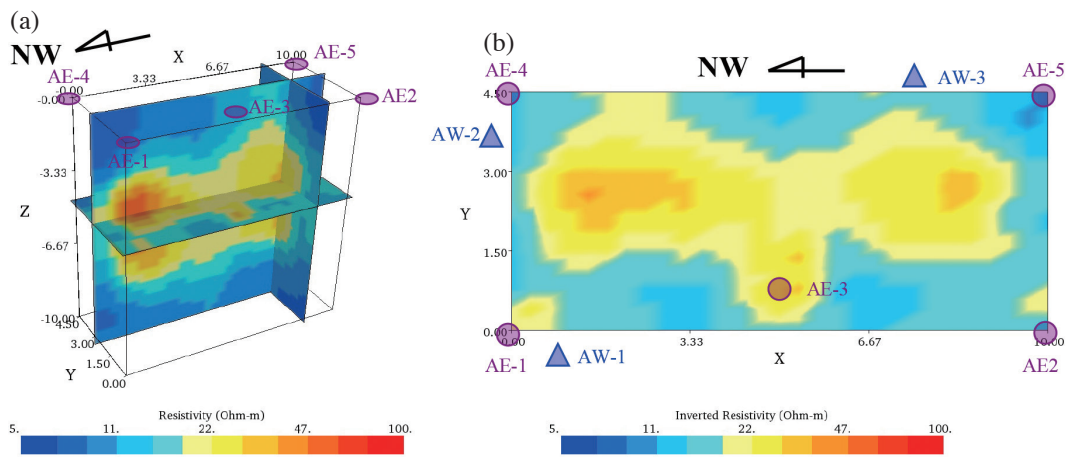 (a)
NW
X
10.00
AE-5
6.67
3.33
AE-4
-0.00
-0.00
AE-3
AE2
AE-1
-3.33
Z
-6.67
-10.00
4.50
3.00
Y
1.50
0.00
Resistivity (Ohm-m)
5. 11. 22. 47. 100.
(b)
NW
AW-3
AE-4
AE-5
4.50
AW-2
3.00
Y
1.50
AE-3
0.00
0.00 3.33 6.67 10.00
X
AE-1
AW-1
AE2
Inverted Resistivity (Ohm-m)
5. 11. 22. 47. 100.